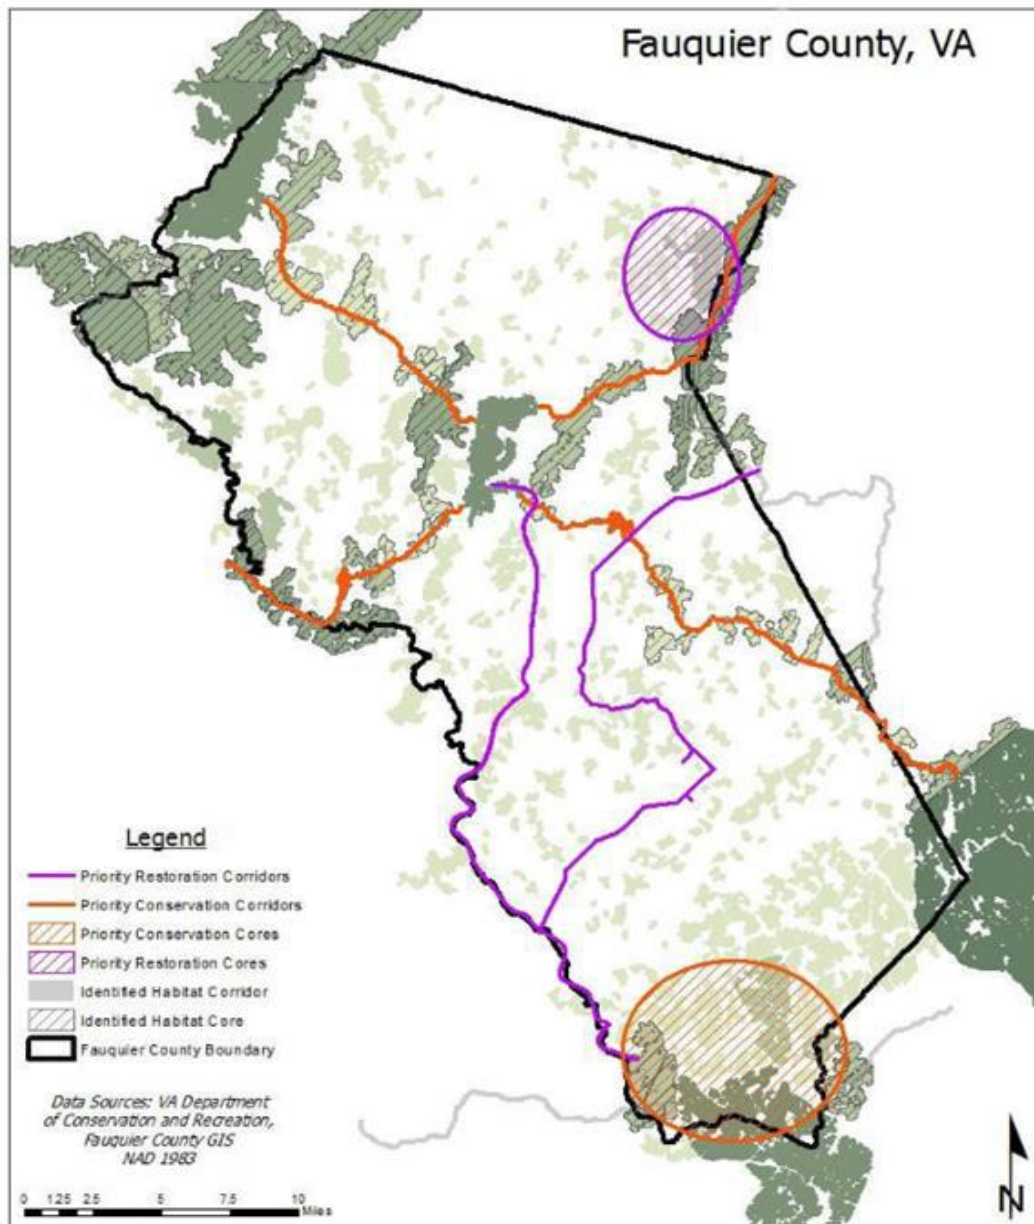 Fauquier County, VA
Legend
Priority Restoration Corridors
Priority Conservation Corridors
Priority Conservation Cores
Priority Restoration Cores
Identified Habitat Corridor
Identified Habitat Core
Fauquier County Boundary
Data Sources: VA Department
of Conservation and Recreation,
Fauquier County GIS
NAD 1983
0 1.25 2.5 5 7.5 10
Miles
N